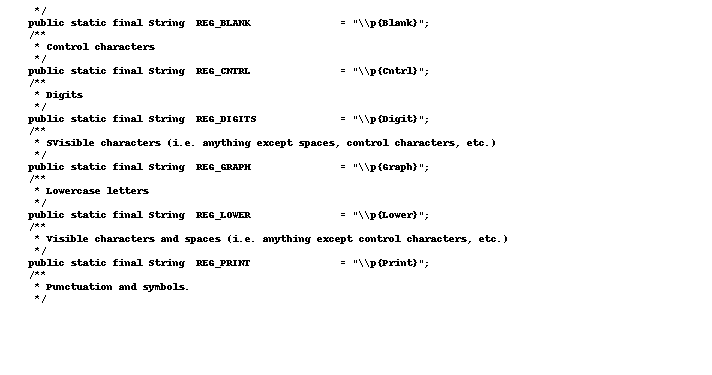 */
public static final String  REG_BLANK               = "\\p{Blank}";
/**
 * Control characters
 */
public static final String  REG_CNTRL               = "\\p{Cntrl}";
/**
 * Digits
 */
public static final String  REG_DIGITS              = "\\p{Digit}";
/**
 * SVisible characters (i.e. anything except spaces, control characters, etc.)
 */
public static final String  REG_GRAPH               = "\\p{Graph}";
/**
 * Lowercase letters
 */
public static final String  REG_LOWER               = "\\p{Lower}";
/**
 * Visible characters and spaces (i.e. anything except control characters, etc.)
 */
public static final String  REG_PRINT               = "\\p{Print}";
/**
 * Punctuation and symbols.
 */